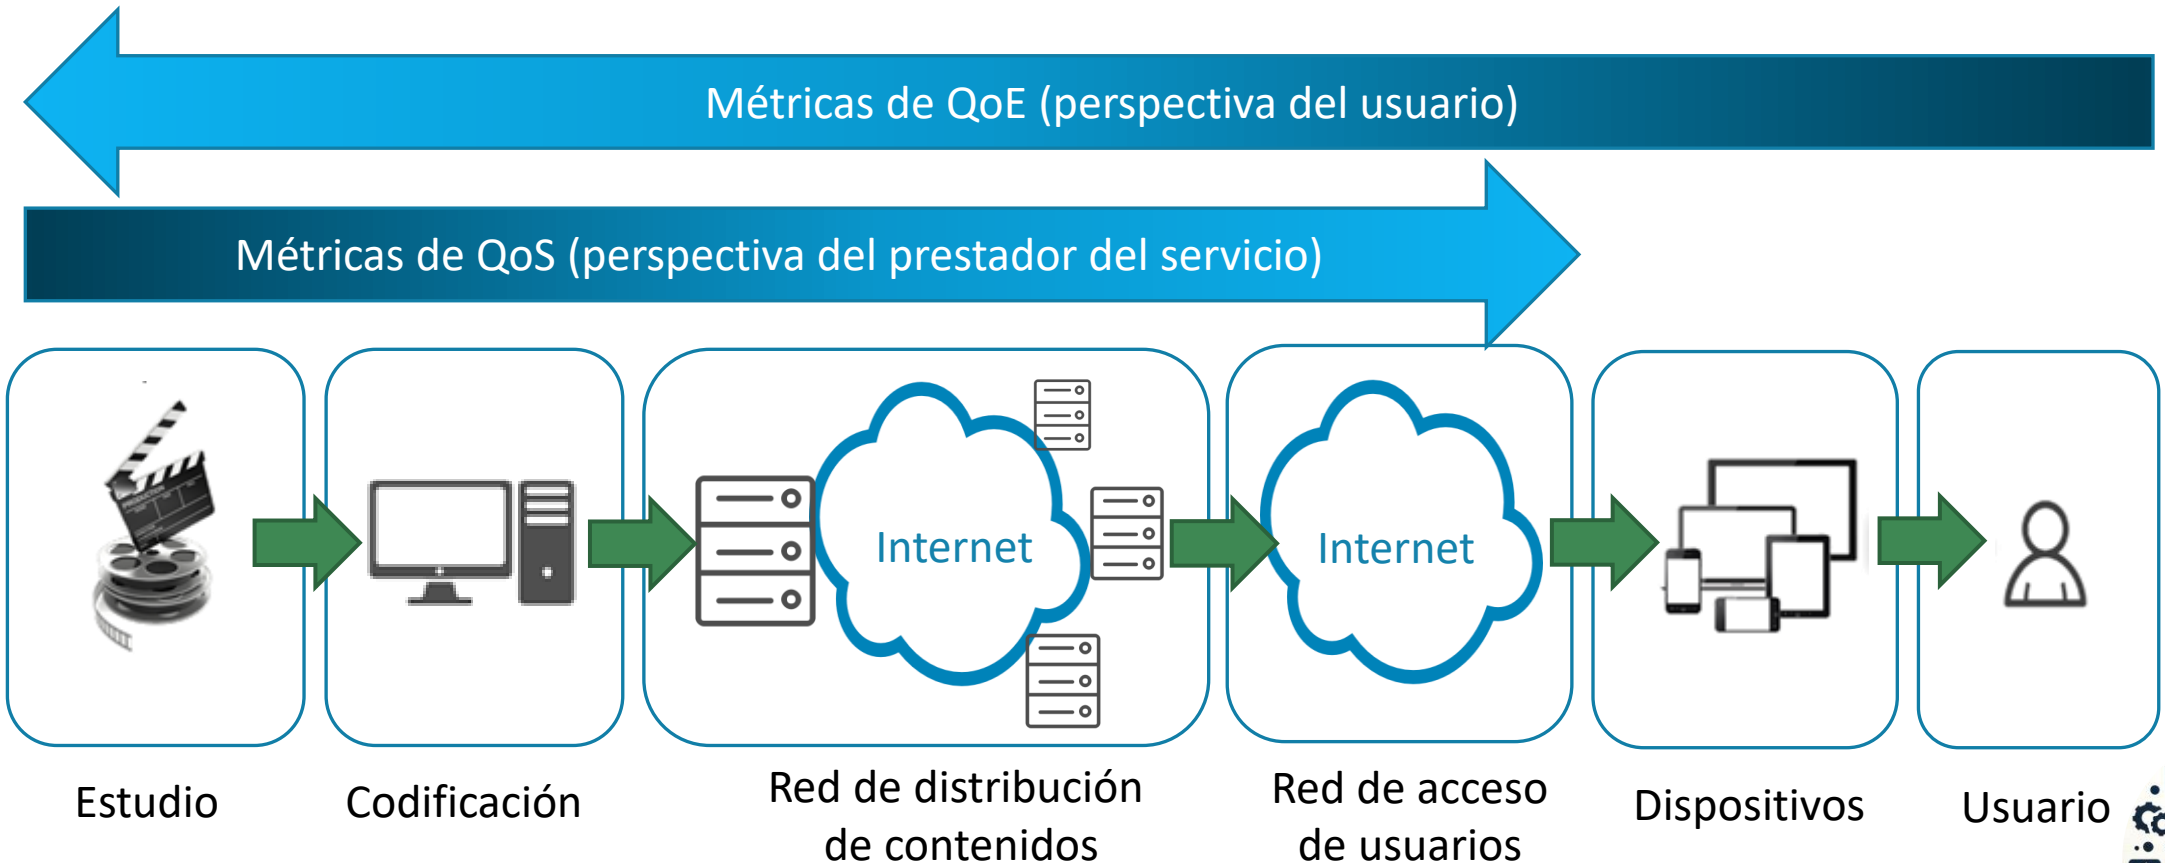 Métricas de QoE (perspectiva del usuario)
Métricas de QoS (perspectiva del prestador del servicio)
Internet
Internet
Estudio
Codificación
Red de distribución
de contenidos
Red de acceso
de usuarios
Dispositivos
Usuario
PRODUCTION